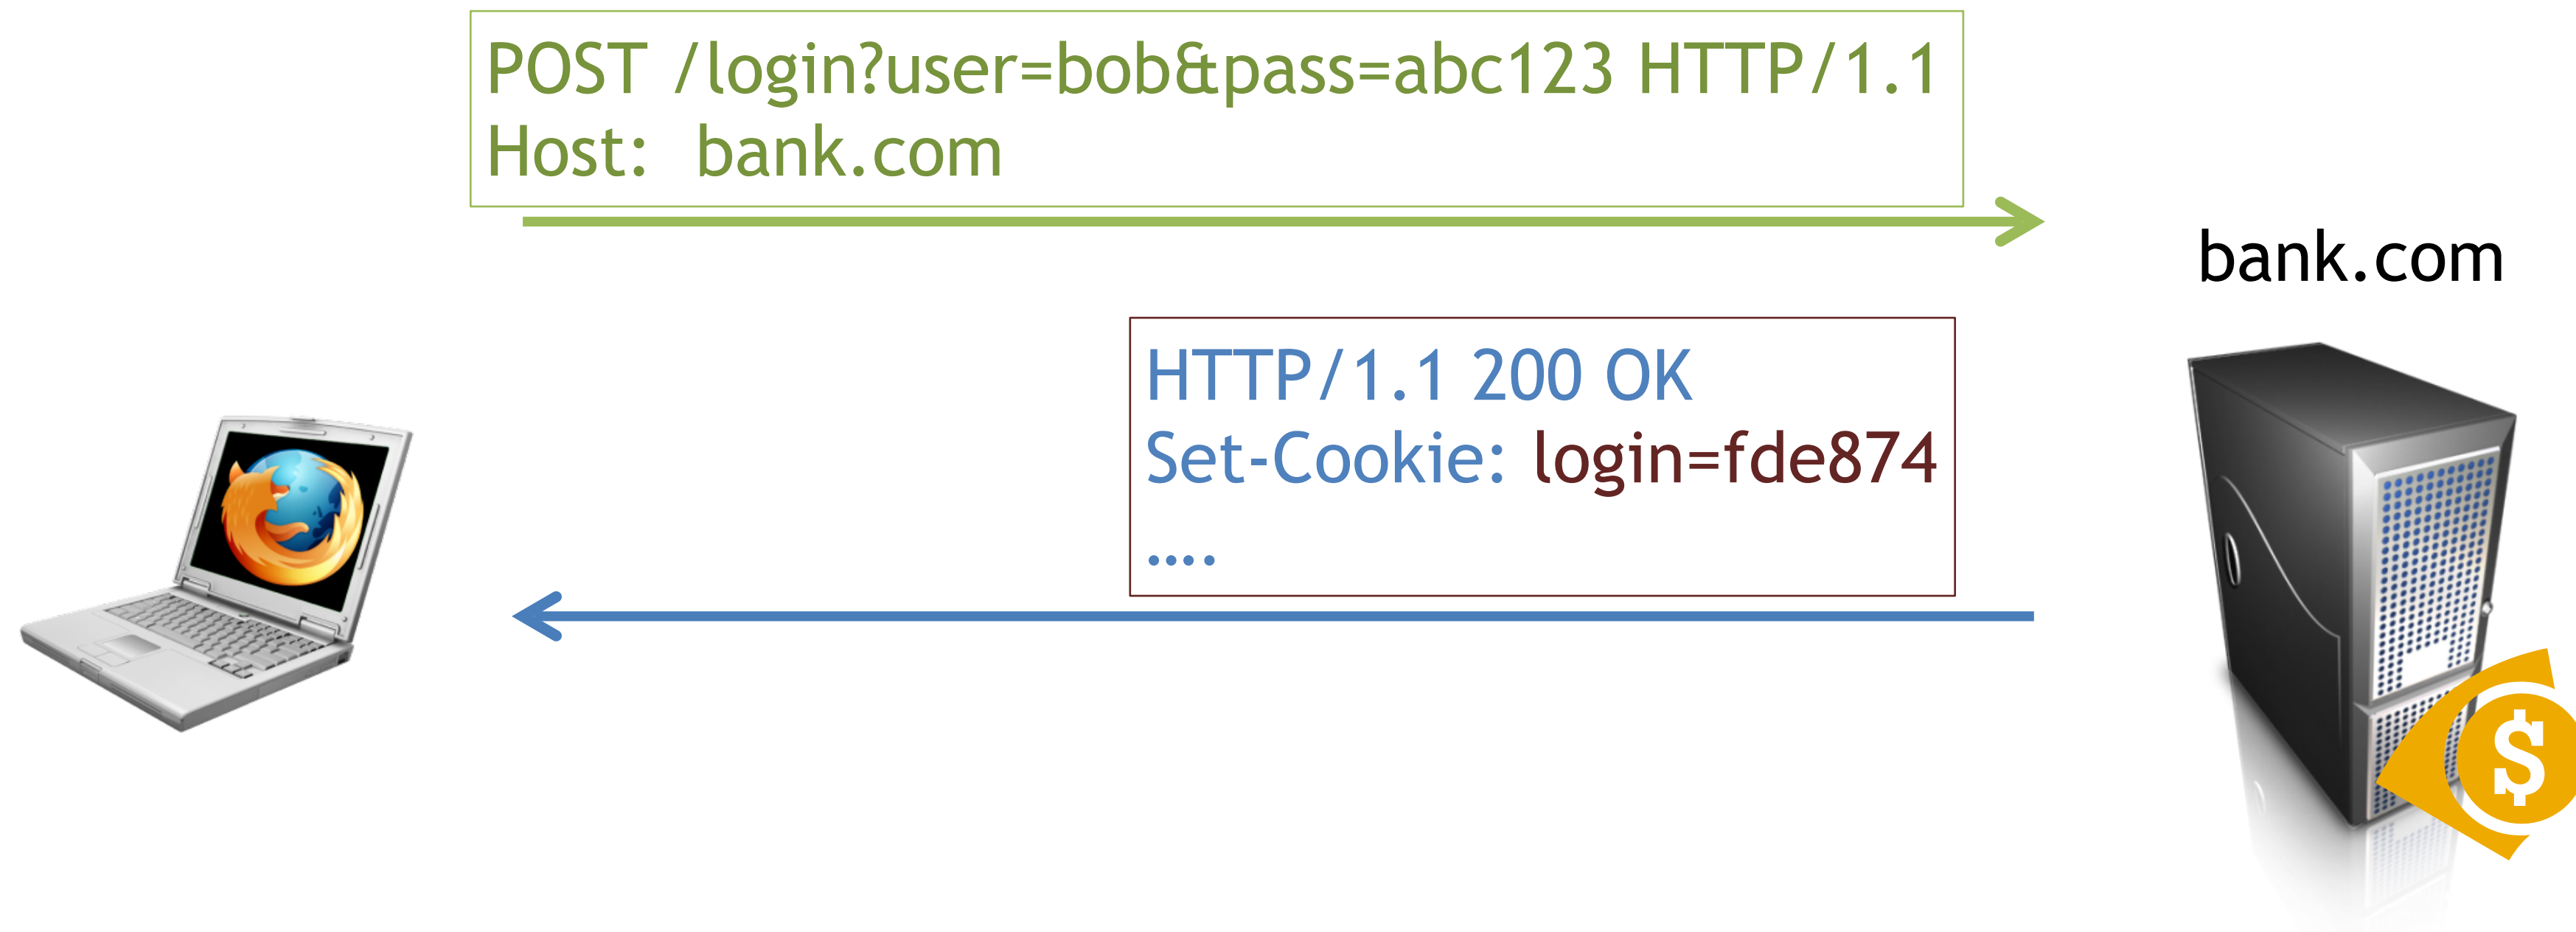 POST /login?user=bob&pass=abc123 HTTP/1.1
Host: bank.com
bank.com
HTTP/1.1 200 OK
Set-Cookie: login=fde874
....
$